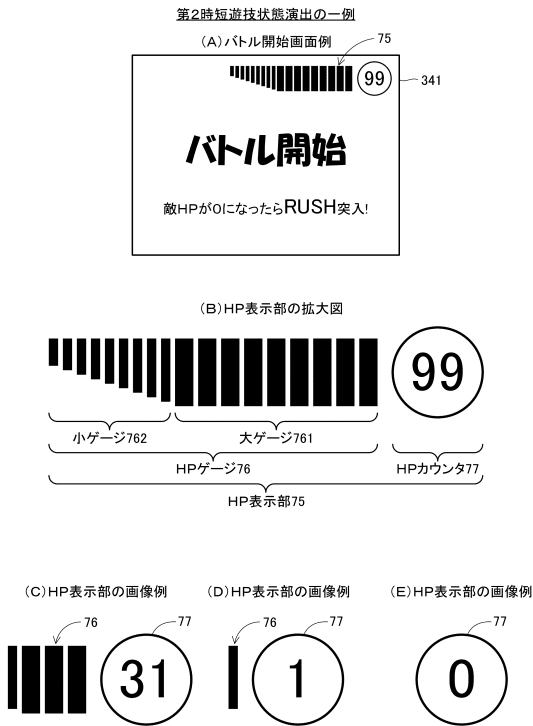 第2時短遊技状態演出の一例
(A)バトル開始画面例
75
99
341
バトル開始
敵HPが0になったらRUSH突入!
(B)HP表示部の拡大図
99
小ゲージ762
大ゲージ761
HPゲージ76
HPカウンタ77
HP表示部75
(C)HP表示部の画像例
(D)HP表示部の画像例
(E)HP表示部の画像例
76
77
76
77
77
31
1
0